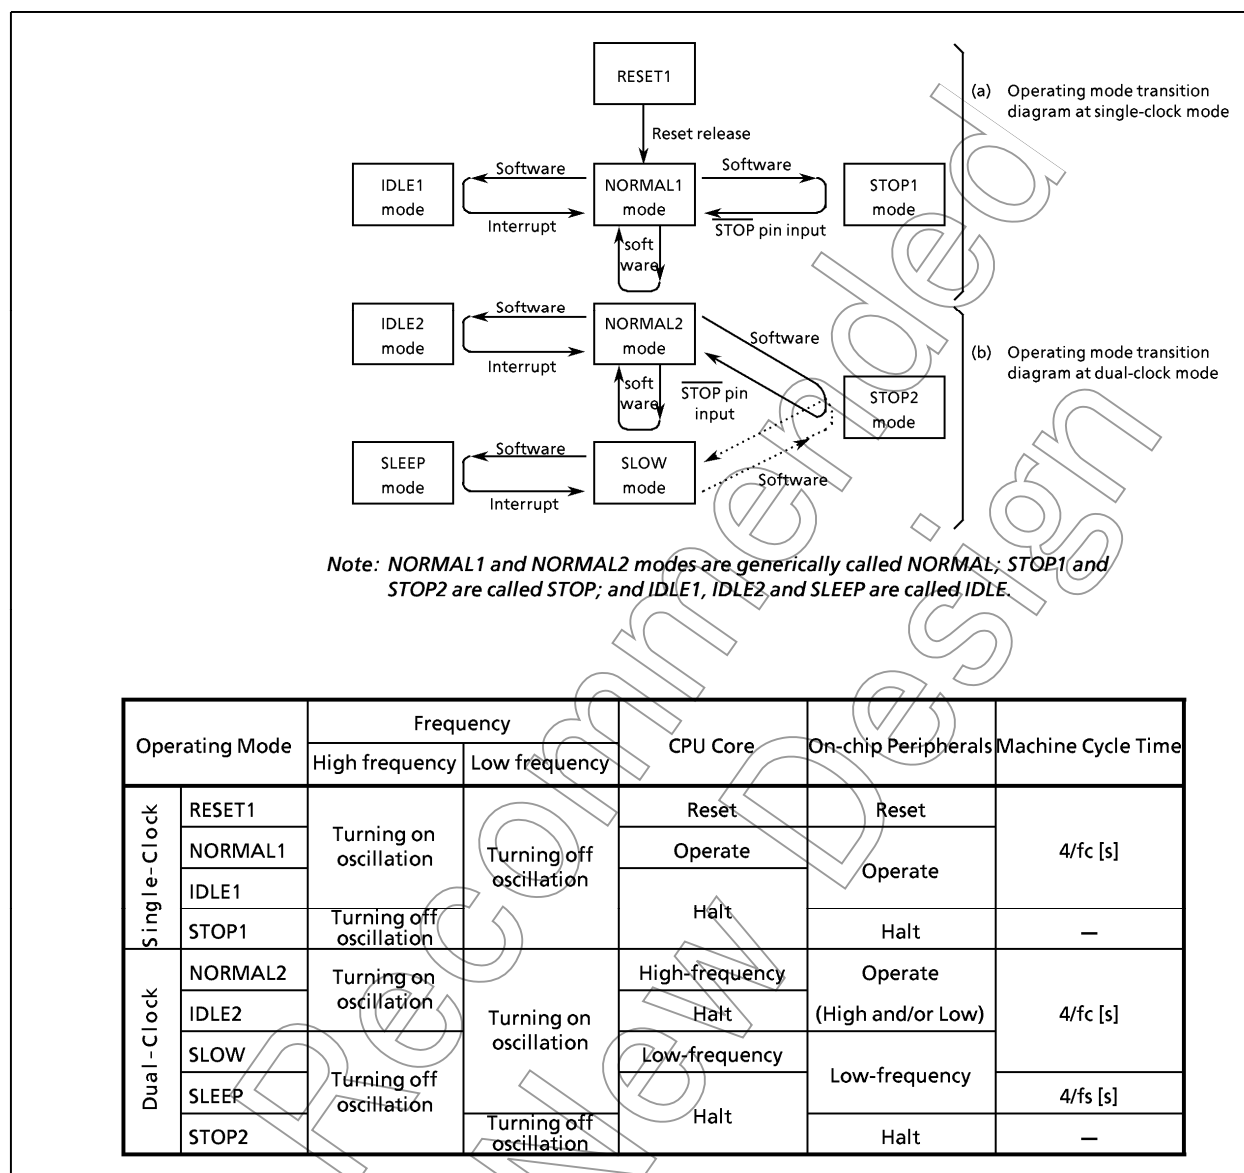 RESET1
(a) Operating mode transition
diagram at single-clock mode
Reset release
IDLE1
mode
Software
Interrupt
NORMAL1
mode
Software
STOP pin input
STOP1
mode
soft
ware
IDLE2
mode
Software
Interrupt
NORMAL2
mode
Software
(b) Operating mode transition
diagram at dual-clock mode
soft
ware
STOP pin
input
STOP2
mode
SLEEP
mode
Software
Interrupt
SLOW
mode
Software
Note: NORMAL1 and NORMAL2 modes are generically called NORMAL; STOP1 and
STOP2 are called STOP; and IDLE1, IDLE2 and SLEEP are called IDLE.
Operating Mode
Frequency
High frequency
Low frequency
CPU Core
On-chip Peripherals
Machine Cycle Time
Single-Clock
RESET1
Turning on
oscillation
Turning off
oscillation
Reset
Reset
4/fc [s]
NORMAL1
Operate
Operate
IDLE1
Halt
STOP1
Turning off
oscillation
Halt
—
Dual-Clock
NORMAL2
Turning on
oscillation
Turning on
oscillation
High-frequency
Operate
(High and/or Low)
4/fc [s]
IDLE2
Halt
SLOW
Turning off
oscillation
Low-frequency
Low-frequency
SLEEP
Halt
4/fs [s]
STOP2
Turning off
oscillation
Halt
—
Recommended
New Design